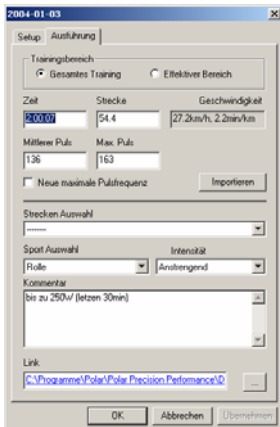 2004-01-03
Setup Ausführung
Trainingsbereich
Gesamtes Training Effektiver Bereich
Zeit Strecke Geschwindigkeit
2:00:07 54.4 27.2km/h, 2.2min/km
Mittlerer Puls Max. Puls
136 163
Neue maximale Pulsfrequenz Importieren
Strecken Auswahl
-------
Sport Auswahl Intensität
Rolle Anstrengend
Kommentar
bis zu 250W (letzen 30min)
Link
C:\Programme\Polar\Polar Precision Performance\D ...
OK Abbrechen Übernehmen